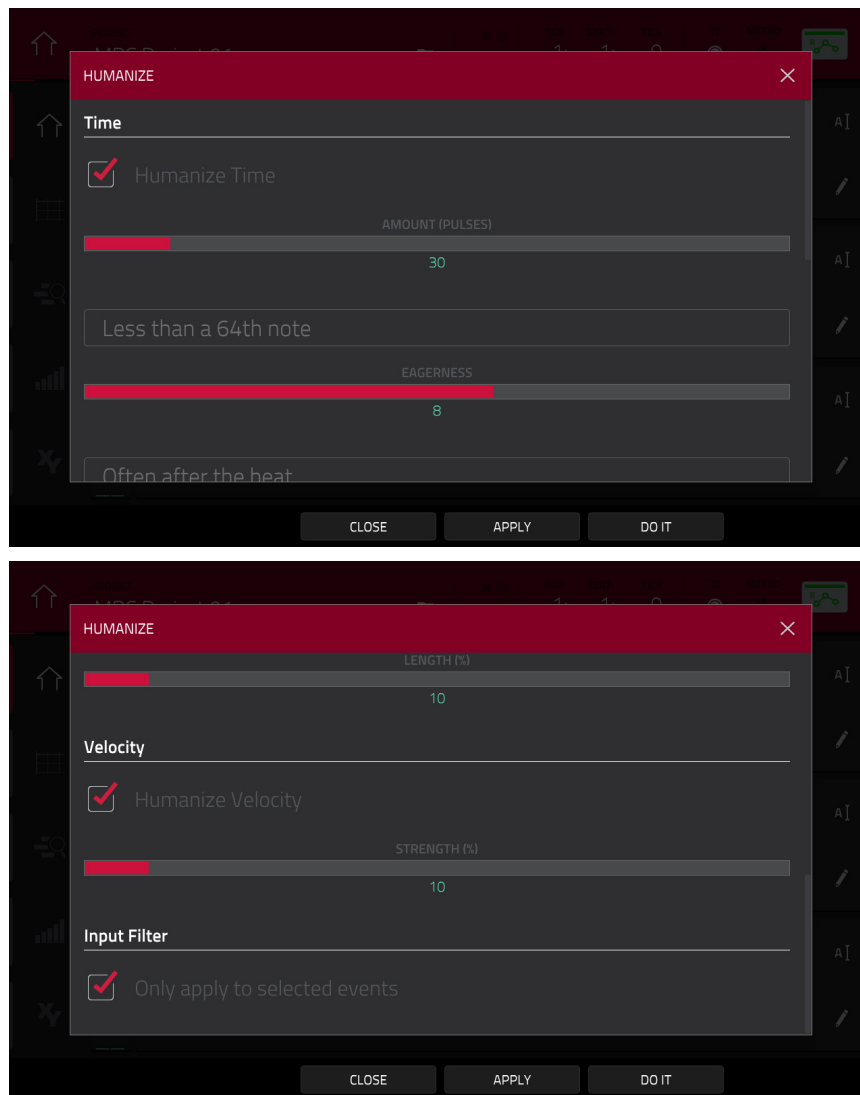 HUMANIZE
Time
Humanize Time
AMOUNT (PULSES)
30
Less than a 64th note
EAGERNESS
8
Often after the beat
CLOSE APPLY DO IT
HUMANIZE
LENGTH (%)
10
Velocity
Humanize Velocity
STRENGTH (%)
10
Input Filter
Only apply to selected events
CLOSE APPLY DO IT